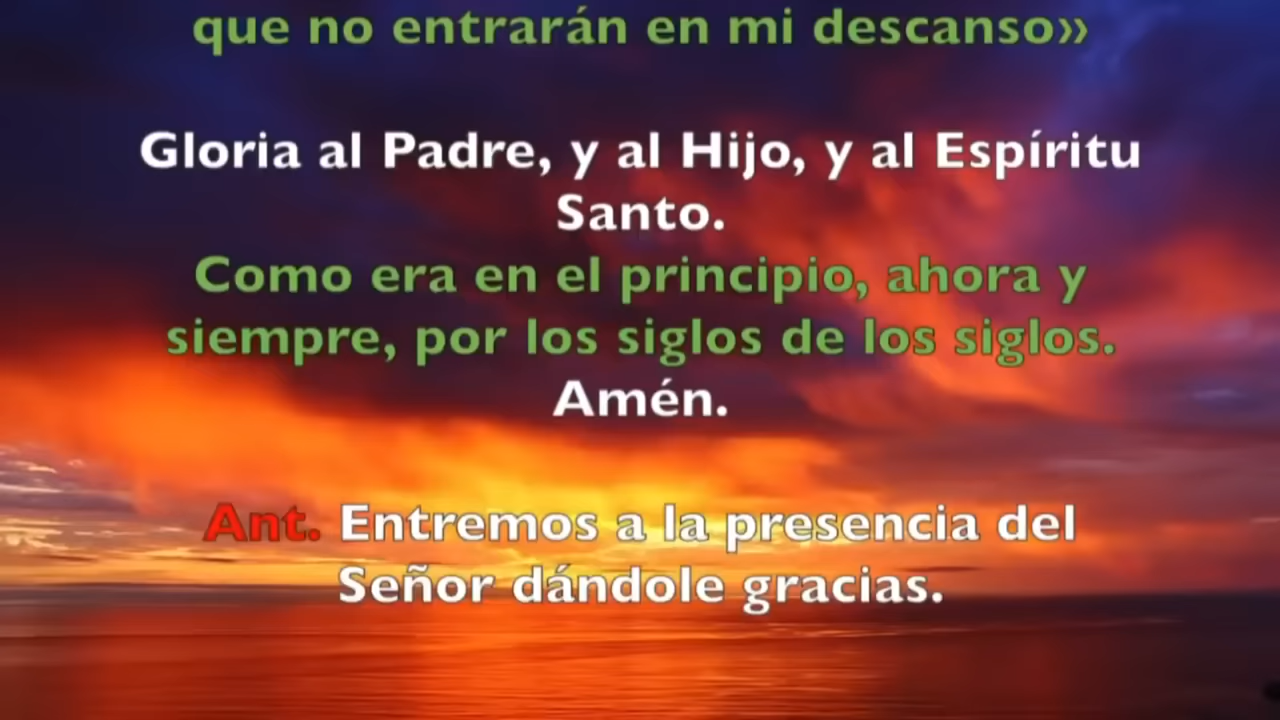 que no entrarán en mi descanso»
Gloria al Padre, y al Hijo, y al Espíritu
Santo.
Como era en el principio, ahora y
siempre, por los siglos de los siglos.
Amén.
Ant. Entremos a la presencia del
Señor dándole gracias.